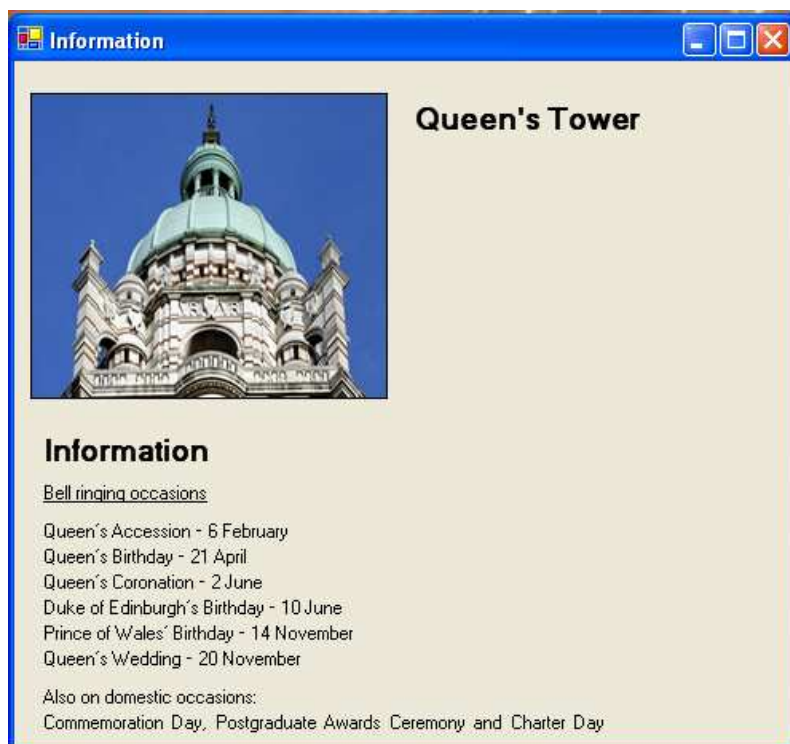 Information
Queen's Tower
Information
Bell ringing occasions
Queen´s Accession - 6 February
Queen´s Birthday - 21 April
Queen´s Coronation - 2 June
Duke of Edinburgh´s Birthday - 10 June
Prince of Wales´ Birthday - 14 November
Queen´s Wedding - 20 November
Also on domestic occasions:
Commemoration Day, Postgraduate Awards Ceremony and Charter Day